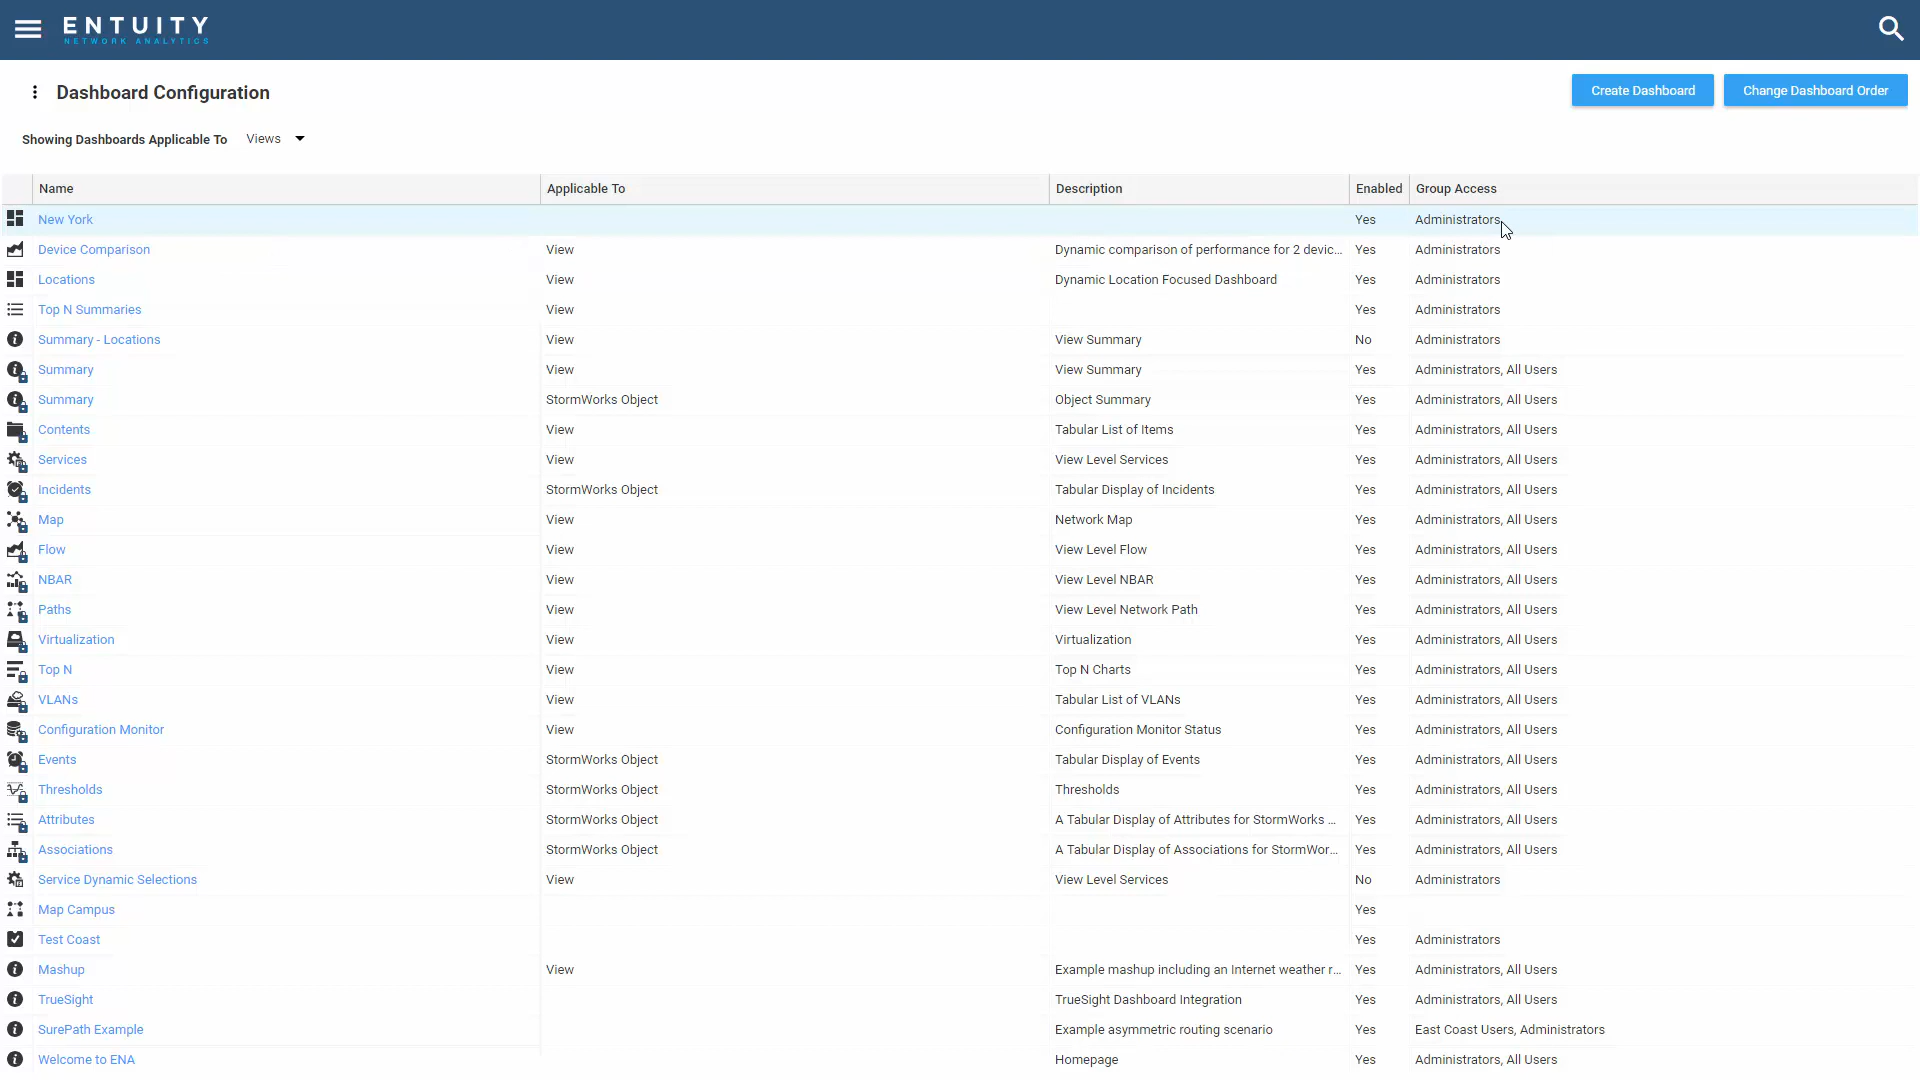 ENTUITY
NETWORK ANALYTICS
Dashboard Configuration
Create Dashboard
Change Dashboard Order
Showing Dashboards Applicable To Views
Name Applicable To Description Enabled Group Access
New York Yes Administrators
Device Comparison View Dynamic comparison of performance for 2 devic... Yes Administrators
Locations View Dynamic Location Focused Dashboard Yes Administrators
Top N Summaries View Yes Administrators
Summary - Locations View View Summary No Administrators
Summary View View Summary Yes Administrators, All Users
Summary StormWorks Object Object Summary Yes Administrators, All Users
Contents View Tabular List of Items Yes Administrators, All Users
Services View View Level Services Yes Administrators, All Users
Incidents StormWorks Object Tabular Display of Incidents Yes Administrators, All Users
Map View Network Map Yes Administrators, All Users
Flow View View Level Flow Yes Administrators, All Users
NBAR View View Level NBAR Yes Administrators, All Users
Paths View View Level Network Path Yes Administrators, All Users
Virtualization View Virtualization Yes Administrators, All Users
Top N View Top N Charts Yes Administrators, All Users
VLANs View Tabular List of VLANs Yes Administrators, All Users
Configuration Monitor View Configuration Monitor Status Yes Administrators, All Users
Events StormWorks Object Tabular Display of Events Yes Administrators, All Users
Thresholds StormWorks Object Thresholds Yes Administrators, All Users
Attributes StormWorks Object A Tabular Display of Attributes for StormWorks ... Yes Administrators, All Users
Associations StormWorks Object A Tabular Display of Associations for StormWor... Yes Administrators, All Users
Service Dynamic Selections View View Level Services No Administrators
Map Campus Yes
Test Coast Yes Administrators
Mashup View Example mashup including an Internet weather r... Yes Administrators, All Users
TrueSight TrueSight Dashboard Integration Yes Administrators, All Users
SurePath Example Example asymmetric routing scenario Yes East Coast Users, Administrators
Welcome to ENA Homepage Yes Administrators, All Users